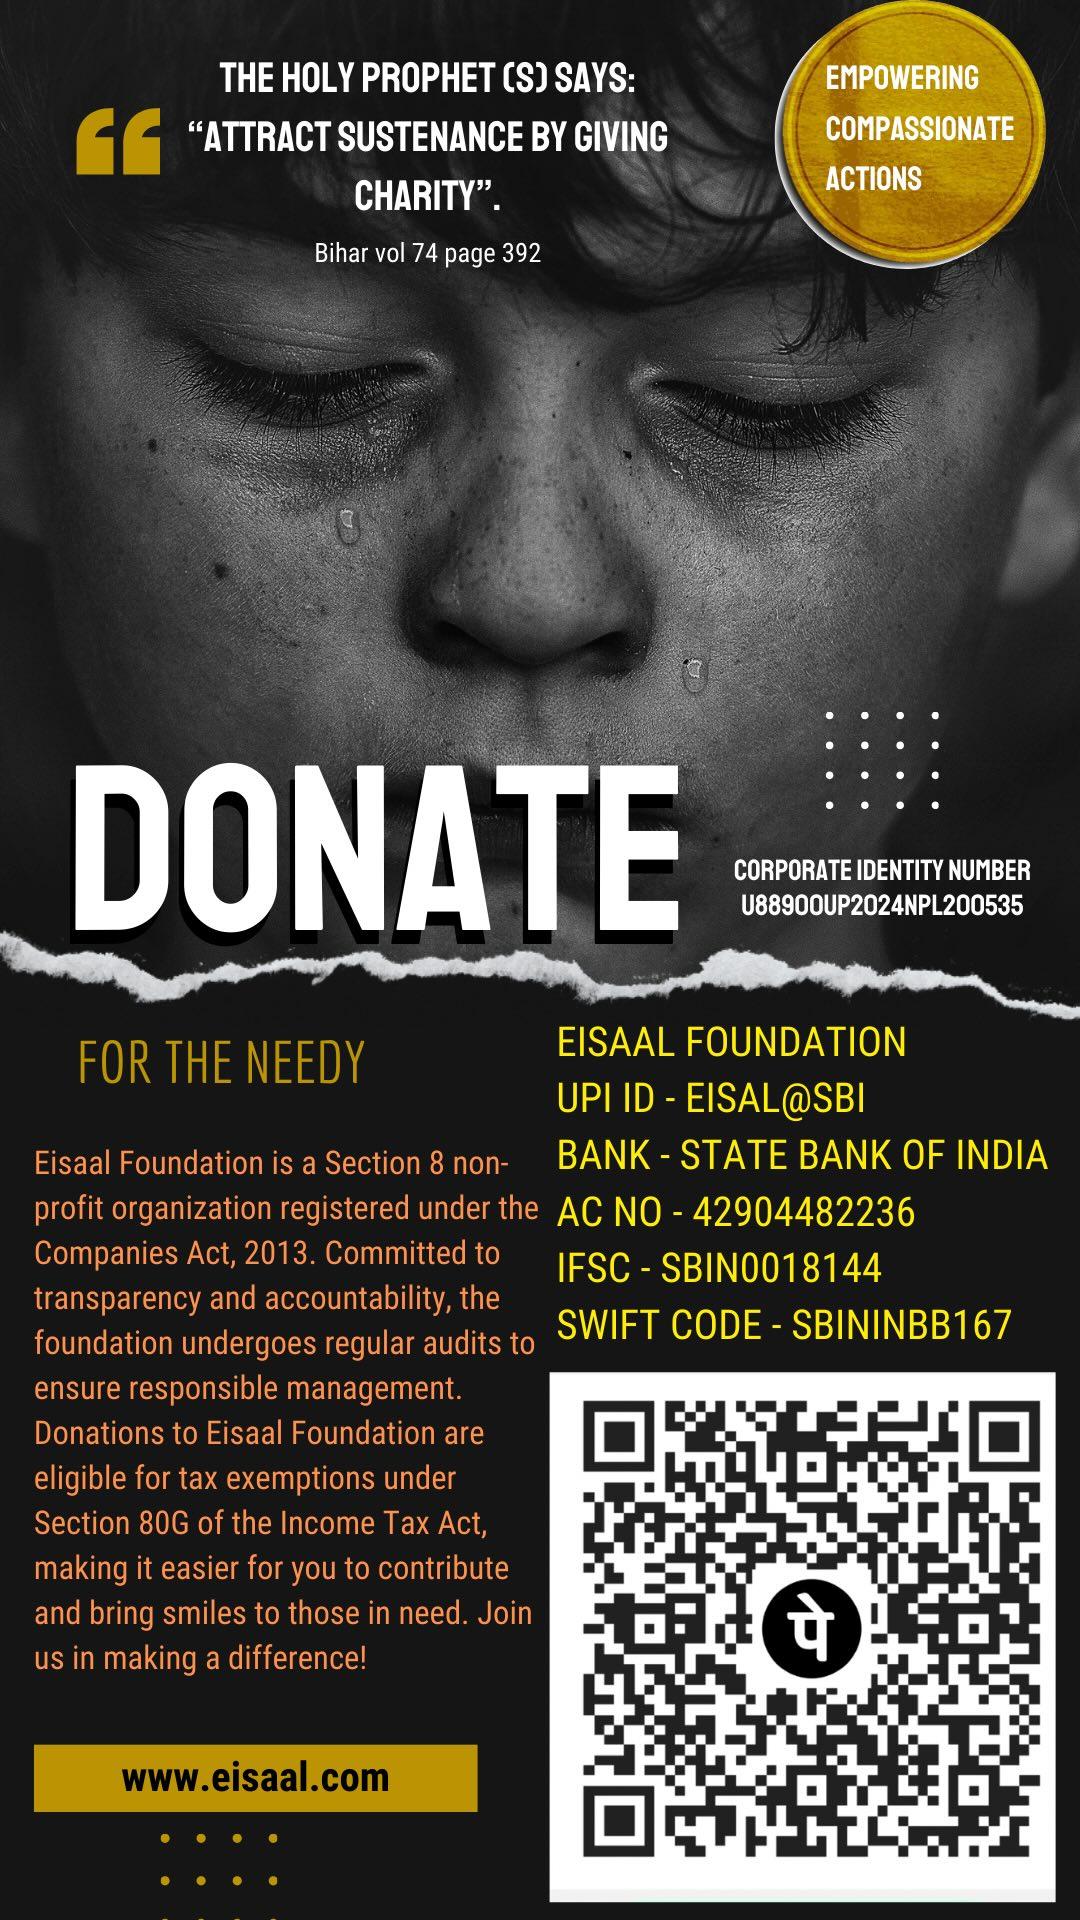 THE HOLY PROPHET (S) SAYS:
“ATTRACT SUSTENANCE BY GIVING
CHARITY”.
Bihar vol 74 page 392
EMPOWERING
COMPASSIONATE
ACTIONS
DONATE
CORPORATE IDENTITY NUMBER
U88900UP2024NPL200535
FOR THE NEEDY
Eisaal Foundation is a Section 8 non-
profit organization registered under the
Companies Act, 2013. Committed to
transparency and accountability, the
foundation undergoes regular audits to
ensure responsible management.
Donations to Eisaal Foundation are
eligible for tax exemptions under
Section 80G of the Income Tax Act,
making it easier for you to contribute
and bring smiles to those in need. Join
us in making a difference!
www.eisaal.com
EISAAL FOUNDATION
UPI ID - EISAL@SBI
BANK - STATE BANK OF INDIA
AC NO - 42904482236
IFSC - SBIN0018144
SWIFT CODE - SBININBB167
पे